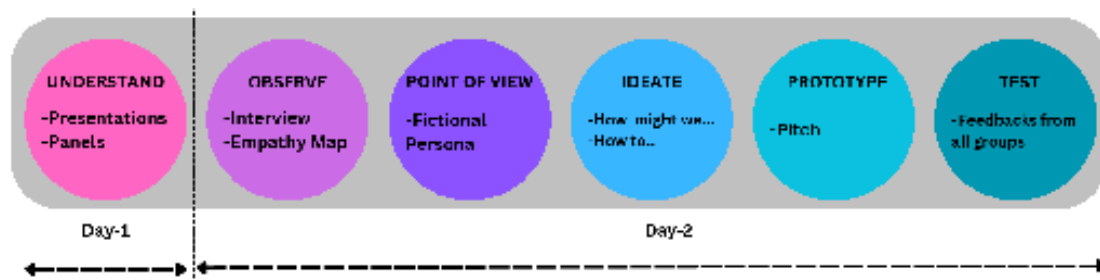 UNDERSTAND
-Presentations
-Panels
OBSERVE
-Interview
-Empathy Map
POINT OF VIEW
-Fictional
Persona
IDEATE
-How might we...
-How to...
PROTOTYPE
-Pitch
TEST
-Feedbacks from
all groups
Day-1
Day-2